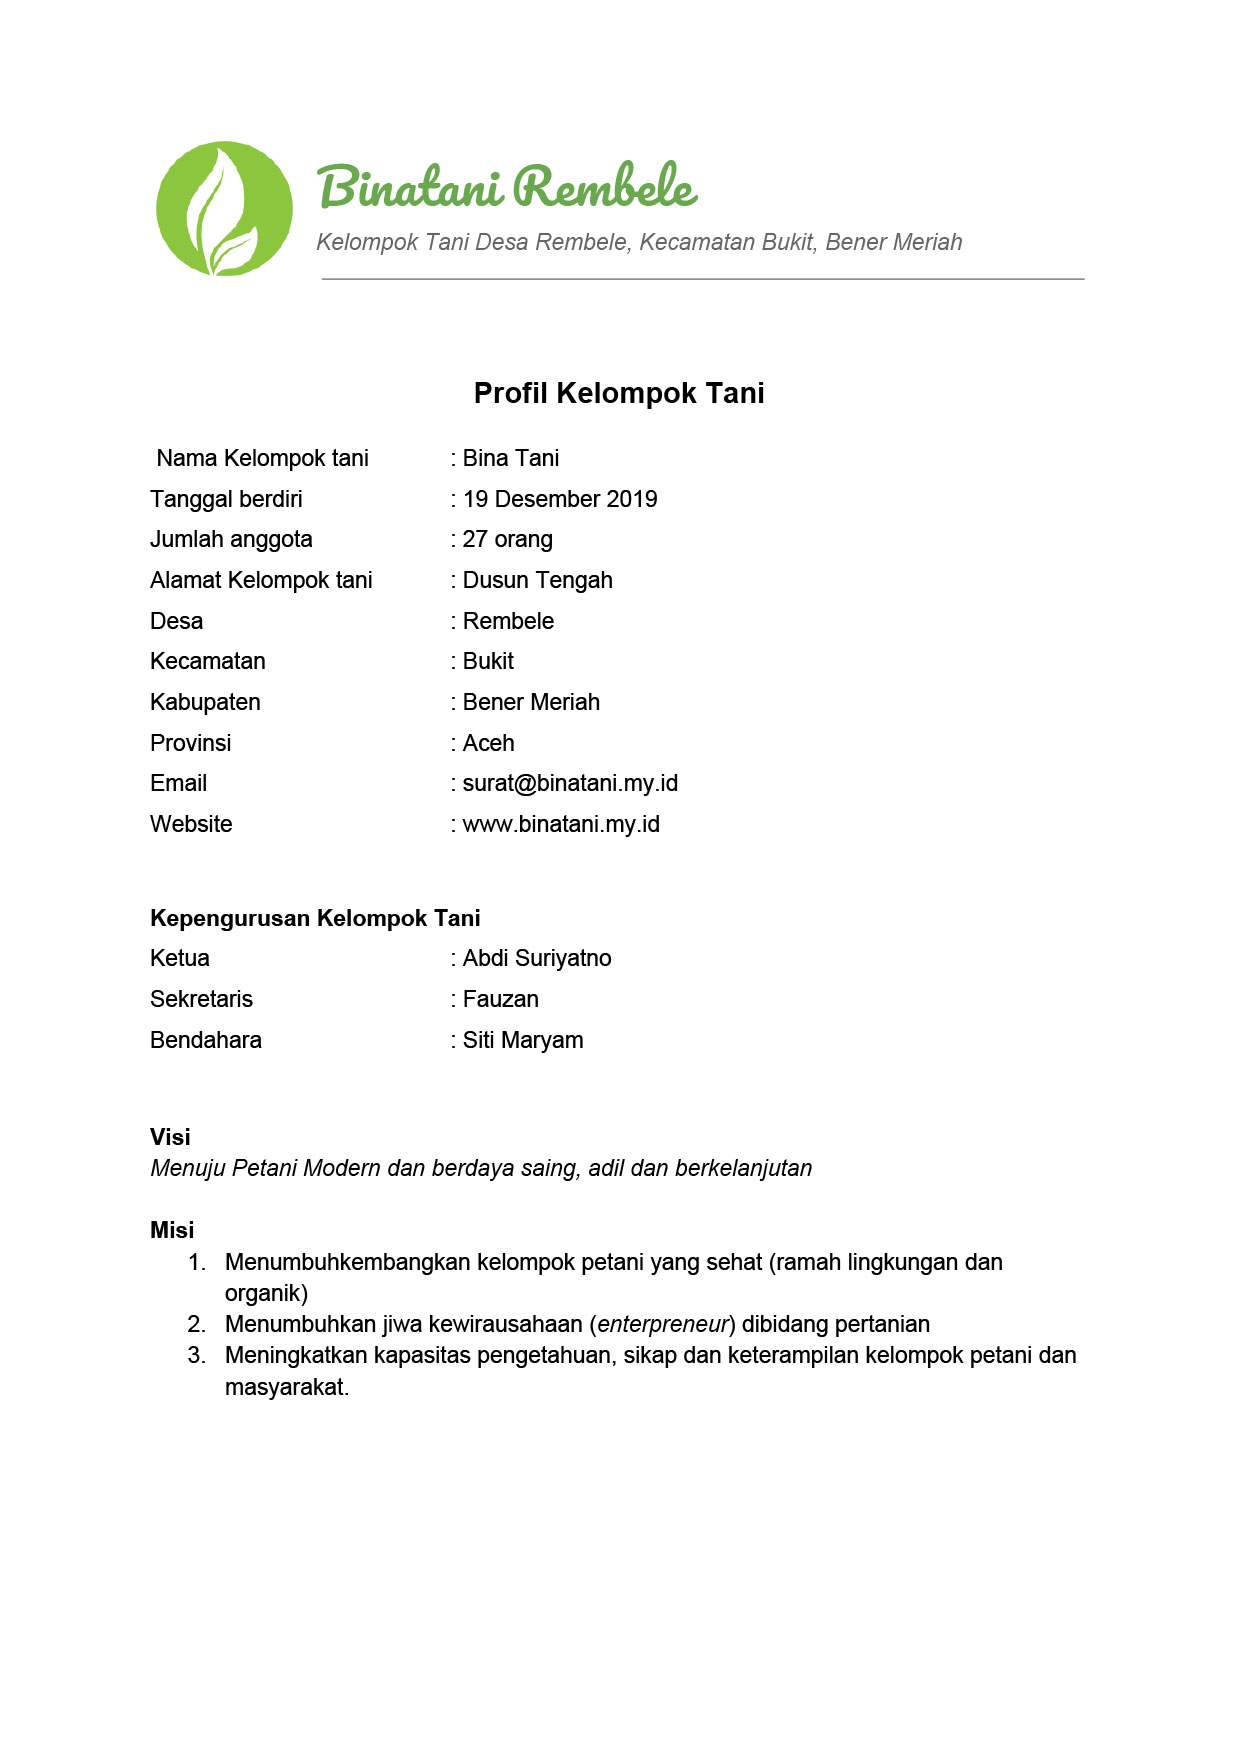 Binatani Rembele
Kelompok Tani Desa Rembele, Kecamatan Bukit, Bener Meriah
Profil Kelompok Tani
Nama Kelompok tani : Bina Tani
Tanggal berdiri : 19 Desember 2019
Jumlah anggota : 27 orang
Alamat Kelompok tani : Dusun Tengah
Desa : Rembele
Kecamatan : Bukit
Kabupaten : Bener Meriah
Provinsi : Aceh
Email : surat@binatani.my.id
Website : www.binatani.my.id
Kepengurusan Kelompok Tani
Ketua : Abdi Suriyatno
Sekretaris : Fauzan
Bendahara : Siti Maryam
Visi
Menuju Petani Modern dan berdaya saing, adil dan berkelanjutan
Misi
1. Menumbuhkembangkan kelompok petani yang sehat (ramah lingkungan dan
organik)
2. Menumbuhkan jiwa kewirausahaan (enterpreneur) dibidang pertanian
3. Meningkatkan kapasitas pengetahuan, sikap dan keterampilan kelompok petani dan
masyarakat.